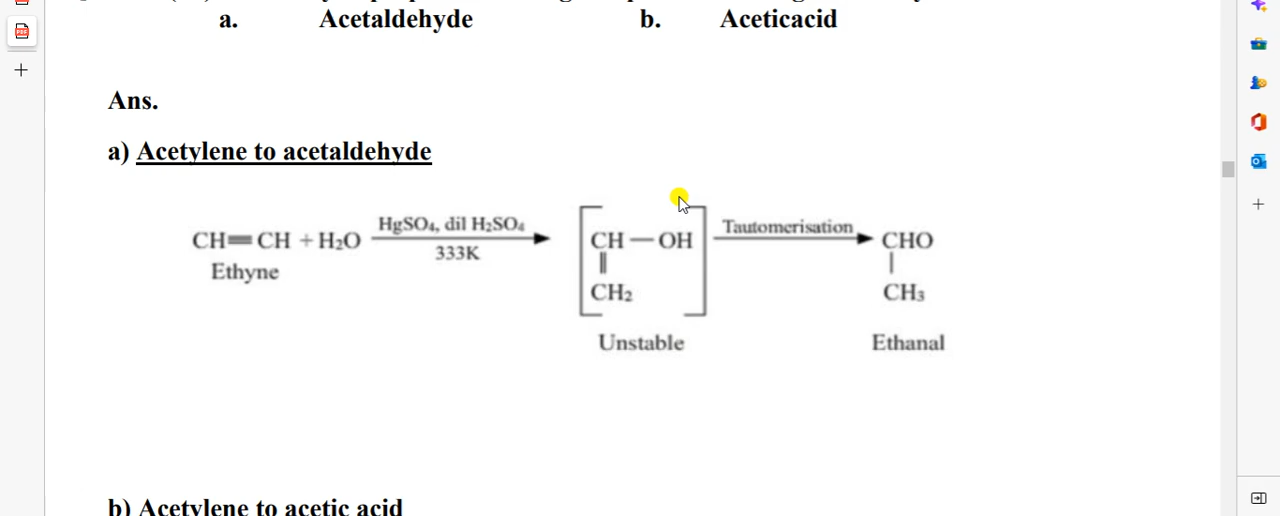 a. Acetaldehyde b. Aceticacid
Ans.
a) Acetylene to acetaldehyde
CH≡CH + H₂O HgSO₄, dil H₂SO₄ CH—OH Tautomerisation CHO
333K
Ethyne
CH₂ CH₃
Unstable Ethanal
b) Acetylene to acetic acid